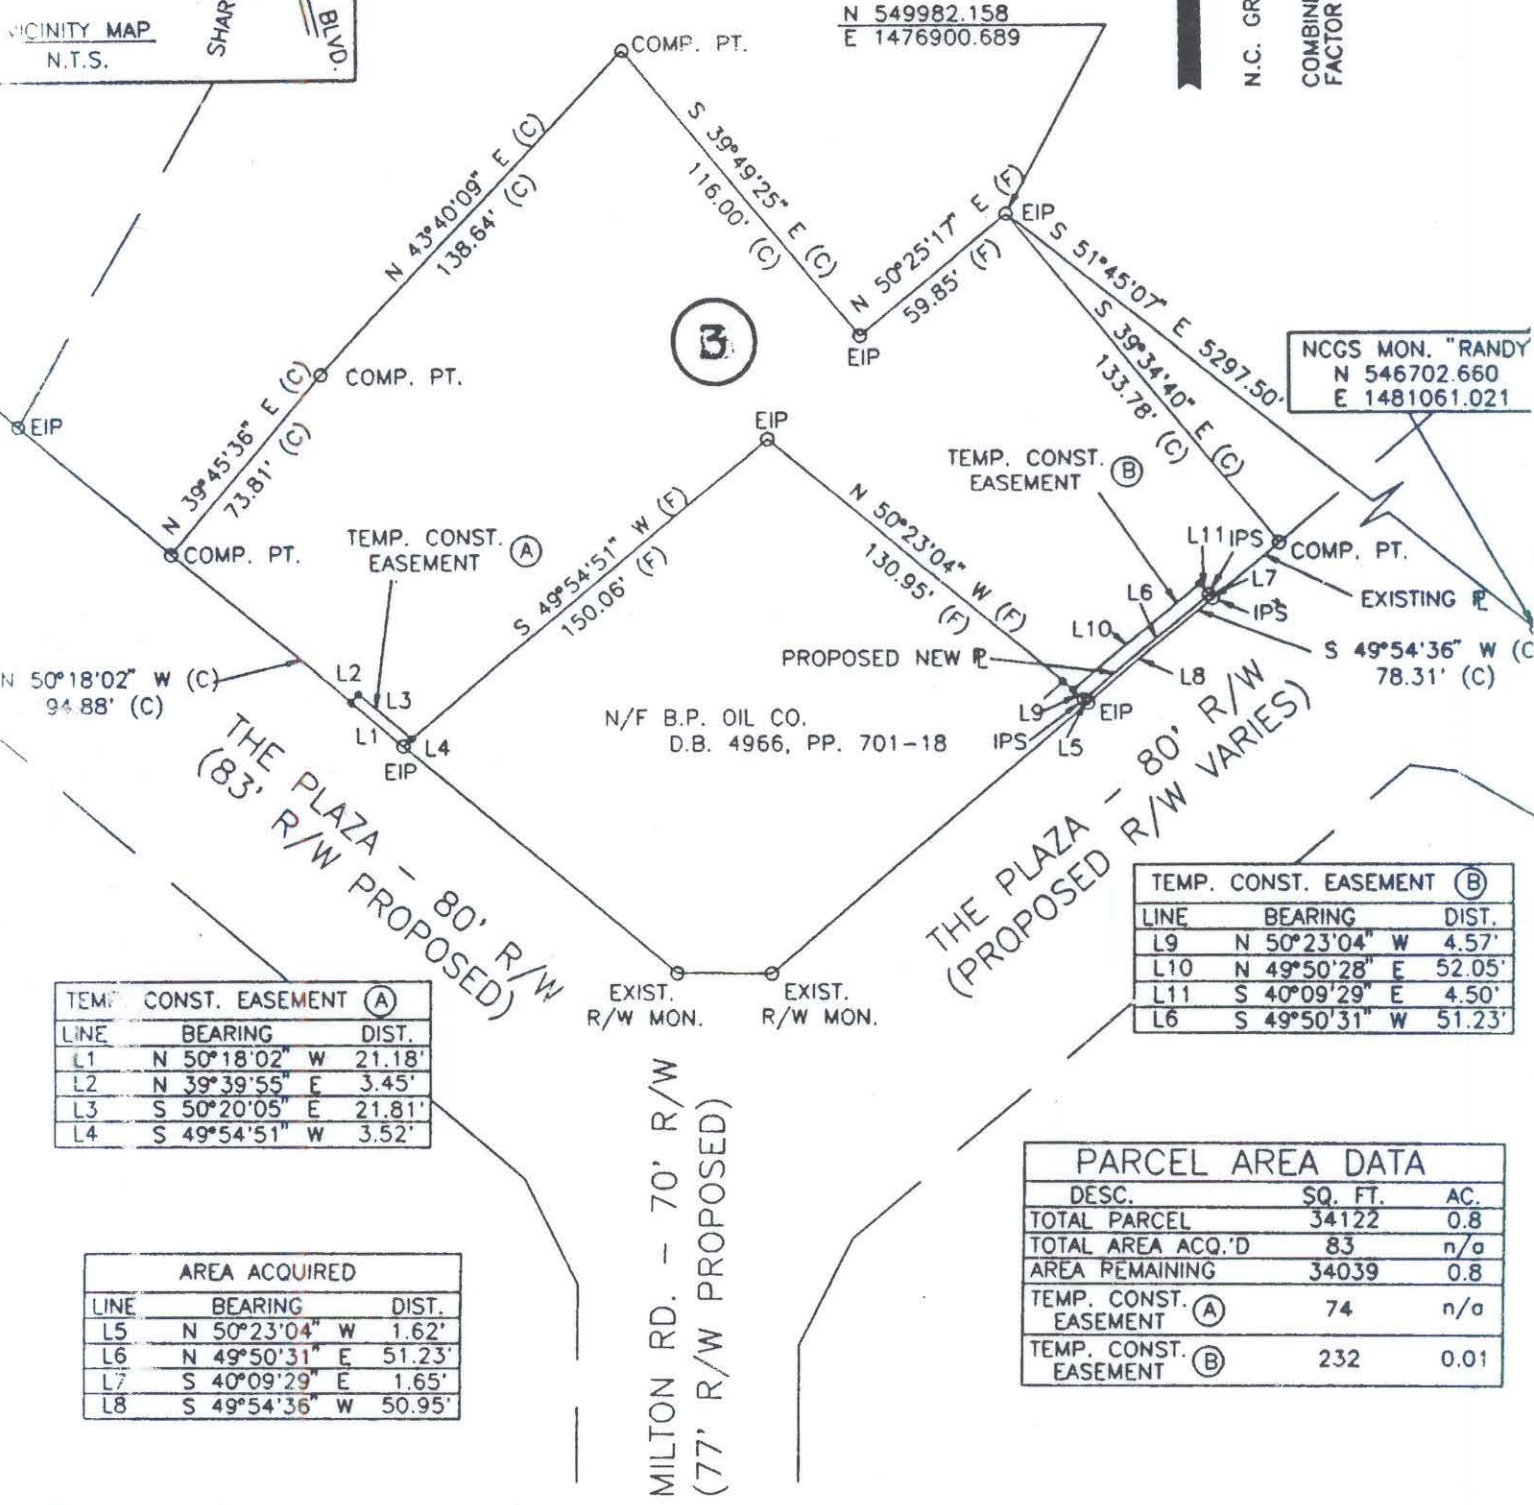 VICINITY MAP
N.T.S.
BLVD.
N 549982.158
E 1476900.689
COMP. PT.
N 43°40'09" E (C)
138.64' (C)
S 39°49'25" E (C)
116.00' (C)
N 50°25'17" E (F)
59.85' (F)
EIP
EIP
S 51°45'07" E 5297.50'
S 39°34'40" E (C)
133.78' (C)
NCGS MON. "RANDY
N 546702.660
E 1481061.021
3
COMP. PT.
EIP
N 39°45'36" E (C)
73.81' (C)
COMP. PT.
EIP
TEMP. CONST.
EASEMENT (A)
S 49°54'51" W (F)
150.06' (F)
N 50°23'04" W (F)
130.95' (F)
TEMP. CONST.
EASEMENT (B)
L11 IPS
COMP. PT.
L7
L6
IPS
EXISTING PL
L10
PROPOSED NEW PL
L8
S 49°54'36" W (C
78.31' (C)
N 50°18'02" W (C)
94.88' (C)
L2
L3
L1
L4
EIP
N/F B.P. OIL CO.
D.B. 4966, PP. 701-18
L9
EIP
IPS
L5
THE PLAZA - 80' R/W
(83' R/W PROPOSED)
THE PLAZA - 80' R/W
(PROPOSED R/W VARIES)
EXIST.
R/W MON.
EXIST.
R/W MON.
TEMP. CONST. EASEMENT (B)
LINE BEARING DIST.
L9 N 50°23'04" W 4.57'
L10 N 49°50'28" E 52.05'
L11 S 40°09'29" E 4.50'
L6 S 49°50'31" W 51.23'
TEMP CONST. EASEMENT (A)
LINE BEARING DIST.
L1 N 50°18'02" W 21.18'
L2 N 39°39'55" E 3.45'
L3 S 50°20'05" E 21.81'
L4 S 49°54'51" W 3.52'
MILTON RD. - 70' R/W
(77' R/W PROPOSED)
PARCEL AREA DATA
DESC. SQ. FT. AC.
TOTAL PARCEL 34122 0.8
TOTAL AREA ACQ.'D 83 n/a
AREA REMAINING 34039 0.8
TEMP. CONST.
EASEMENT (A) 74 n/a
TEMP. CONST.
EASEMENT (B) 232 0.01
AREA ACQUIRED
LINE BEARING DIST.
L5 N 50°23'04" W 1.62'
L6 N 49°50'31" E 51.23'
L7 S 40°09'29" E 1.65'
L8 S 49°54'36" W 50.95'
SHAR
N.C. GR
COMBINE
FACTOR